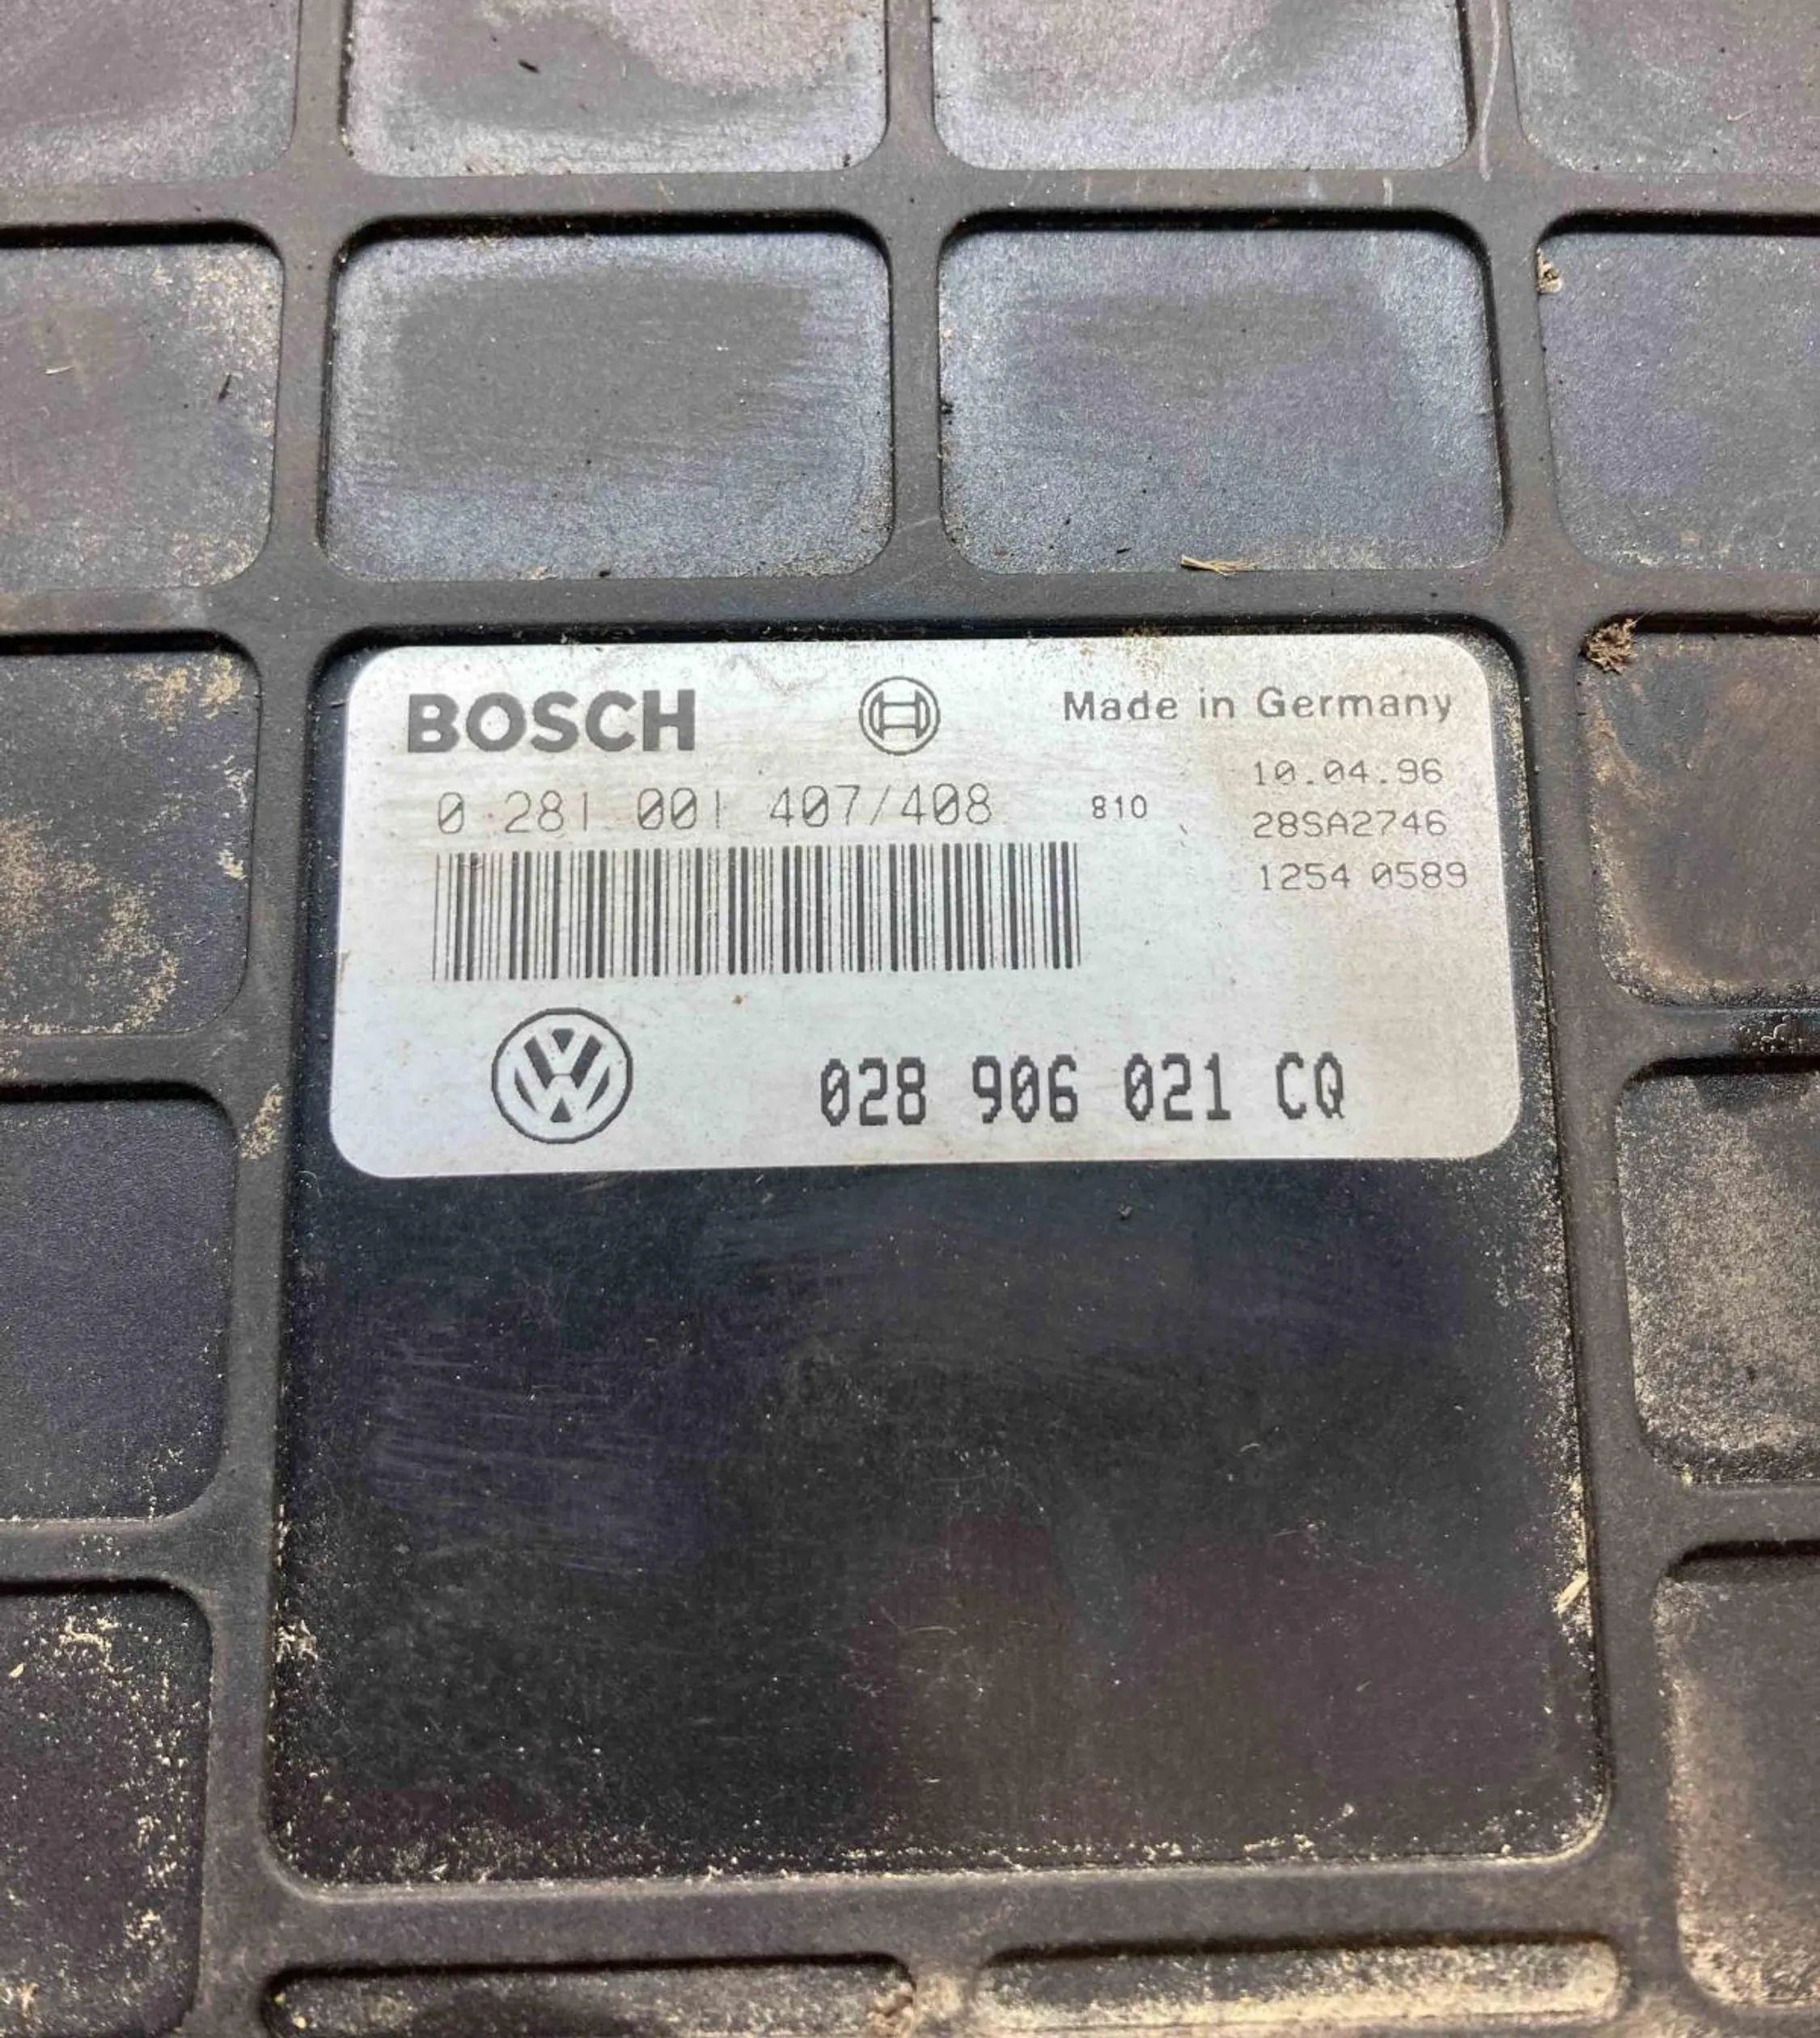 BOSCH
Made in Germany
0 281 001 407/408
810
10.04.96
28SA2746
1254 0589
VW
028 906 021 CQ